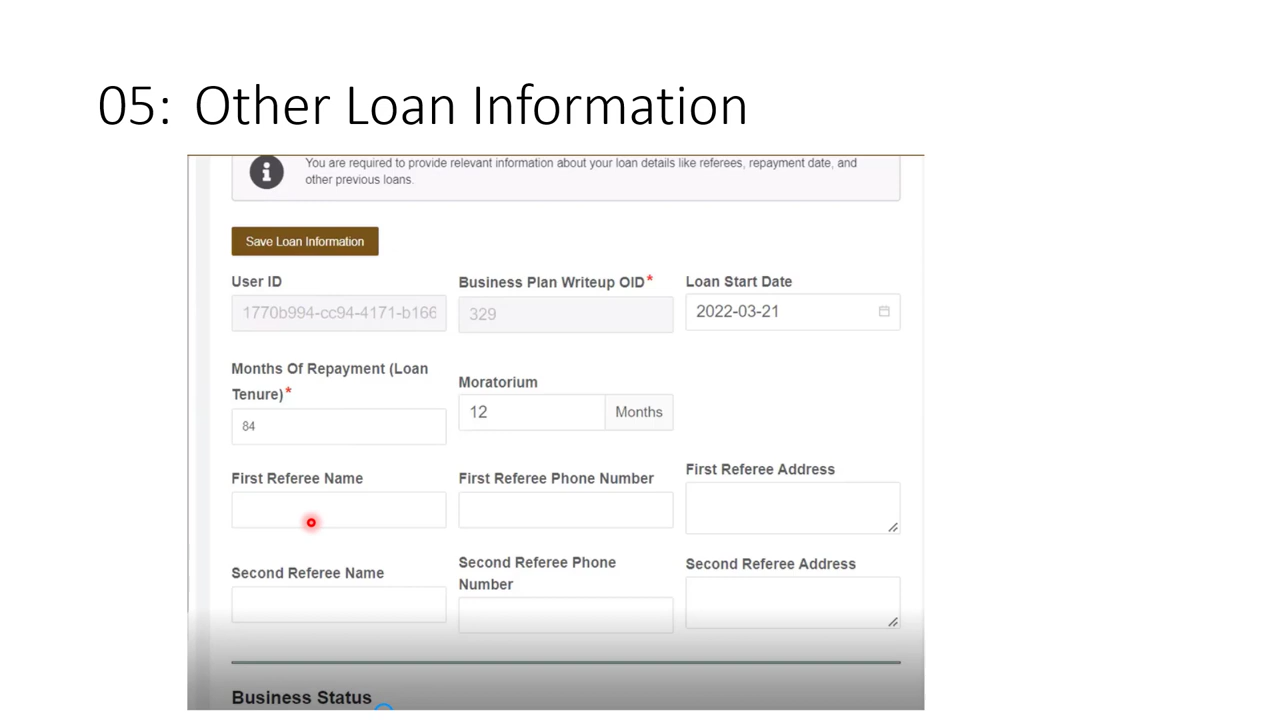 05: Other Loan Information
You are required to provide relevant information about your loan details like referees, repayment date, and
other previous loans.
Save Loan Information
User ID
Business Plan Writeup OID*
Loan Start Date
1770b994-cc94-4171-b166
329
2022-03-21
Months Of Repayment (Loan
Tenure)*
Moratorium
84
12
Months
First Referee Name
First Referee Phone Number
First Referee Address
Second Referee Name
Second Referee Phone
Number
Second Referee Address
Business Status